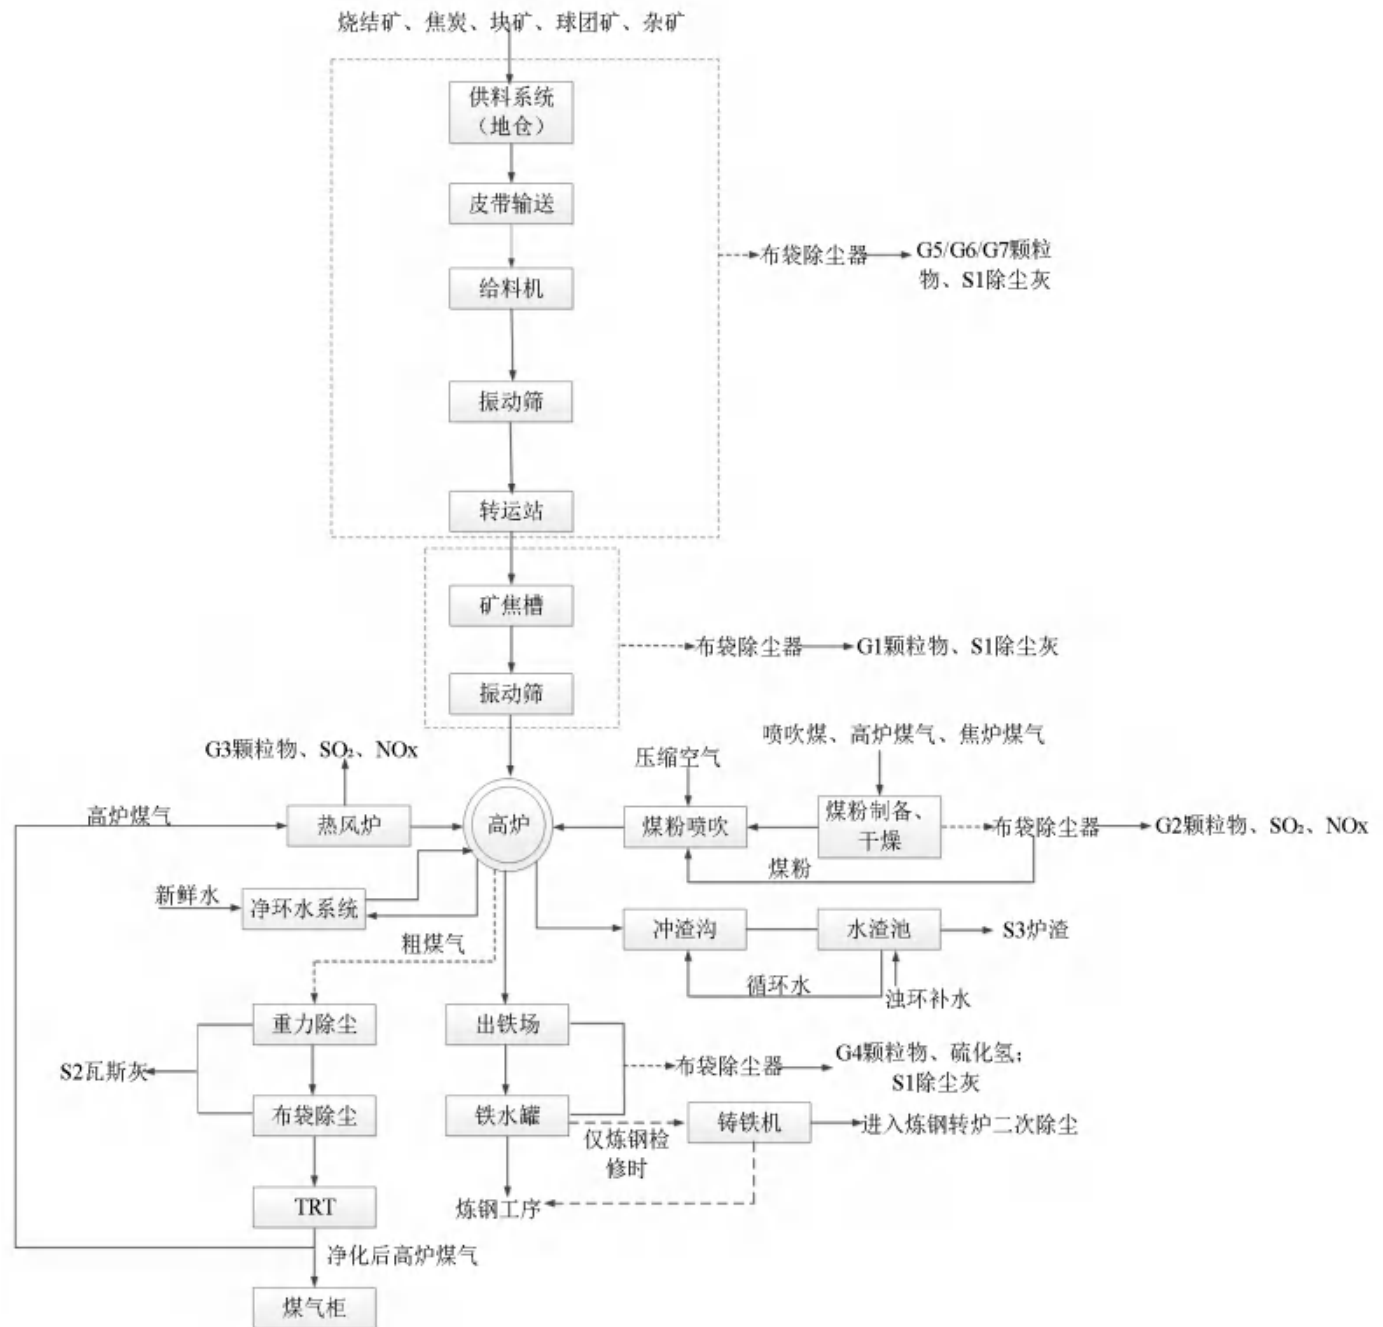 烧结矿、焦炭、块矿、球团矿、杂矿
供料系统
（地仓）
皮带输送
给料机
振动筛
转运站
布袋除尘器
G5/G6/G7颗粒
物、S1除尘灰
矿焦槽
振动筛
布袋除尘器
G1颗粒物、S1除尘灰
G3颗粒物、SO₂、NOx
高炉煤气
热风炉
高炉
压缩空气
煤粉喷吹
喷吹煤、高炉煤气、焦炉煤气
煤粉制备、
干燥
布袋除尘器
G2颗粒物、SO₂、NOx
煤粉
新鲜水
净环水系统
粗煤气
冲渣沟
水渣池
S3炉渣
循环水
浊环补水
重力除尘
S2瓦斯灰
布袋除尘
TRT
净化后高炉煤气
煤气柜
出铁场
铁水罐
布袋除尘器
G4颗粒物、硫化氢；
S1除尘灰
仅炼钢检
修时
铸铁机
进入炼钢转炉二次除尘
炼钢工序